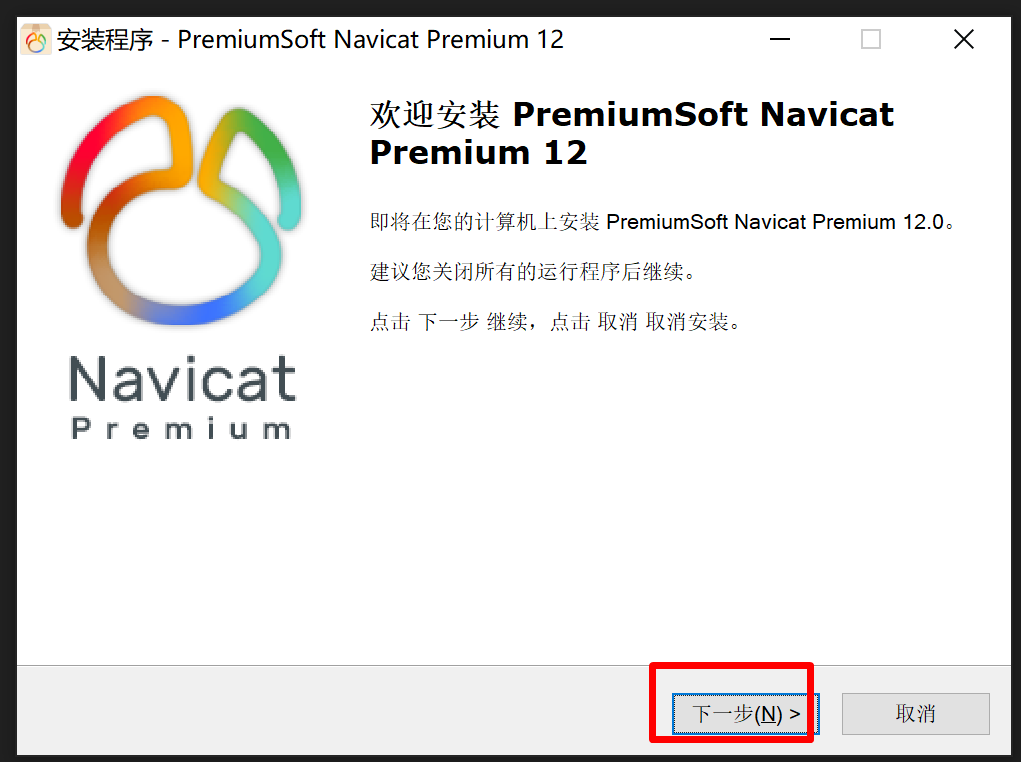 安装程序 - PremiumSoft Navicat Premium 12
欢迎安装 PremiumSoft Navicat
Premium 12
即将在您的计算机上安装 PremiumSoft Navicat Premium 12.0。
建议您关闭所有的运行程序后继续。
点击 下一步 继续，点击 取消 取消安装。
Navicat
Premium
下一步(N) >
取消